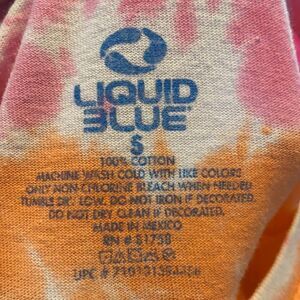 LIQUID
BLUE
S
100% COTTON
MACHINE WASH COLD WITH LIKE COLORS
ONLY NON-CHLORINE BLEACH WHEN NEEDED
TUMBLE DRY LOW. DO NOT IRON IF DECORATED.
DO NOT DRY CLEAN IF DECORATED.
MADE IN MEXICO
RN # 81758
UPC #